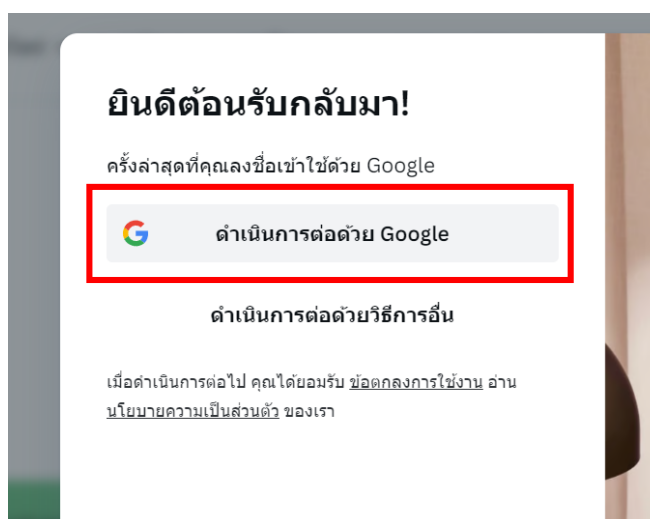 ยินดีต้อนรับกลับมา!
ครั้งล่าสุดที่คุณลงชื่อเข้าใช้ด้วย Google
ดำเนินการต่อด้วย Google
ดำเนินการต่อด้วยวิธีการอื่น
เมื่อดำเนินการต่อไป คุณได้ยอมรับ ข้อตกลงการใช้งาน อ่าน
นโยบายความเป็นส่วนตัว ของเรา